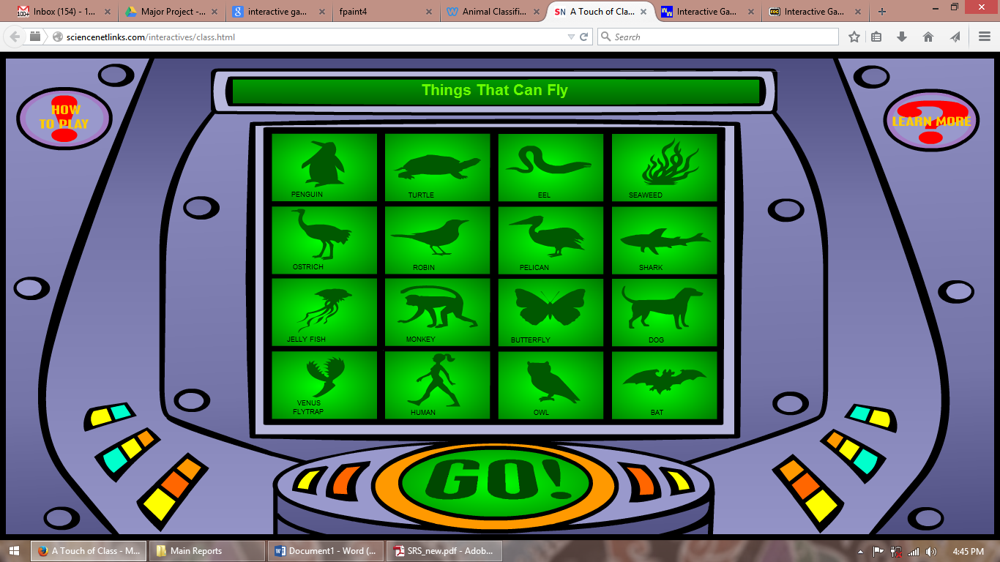 Inbox (154) - 1...
Major Project -...
interactive ga...
fpaint4
Animal Classifi...
SN A Touch of Clas...
Interactive Ga...
FOG Interactive Ga...
sciencenetlinks.com/interactives/class.html
Search
Things That Can Fly
HOW
TO PLAY
LEARN MORE
PENGUIN
TURTLE
EEL
SEAWEED
OSTRICH
ROBIN
PELICAN
SHARK
JELLY FISH
MONKEY
BUTTERFLY
DOG
VENUS
FLYTRAP
HUMAN
OWL
BAT
GO!
A Touch of Class - M...
Main Reports
Document1 - Word (...
SRS_new.pdf - Adob...
4:45 PM